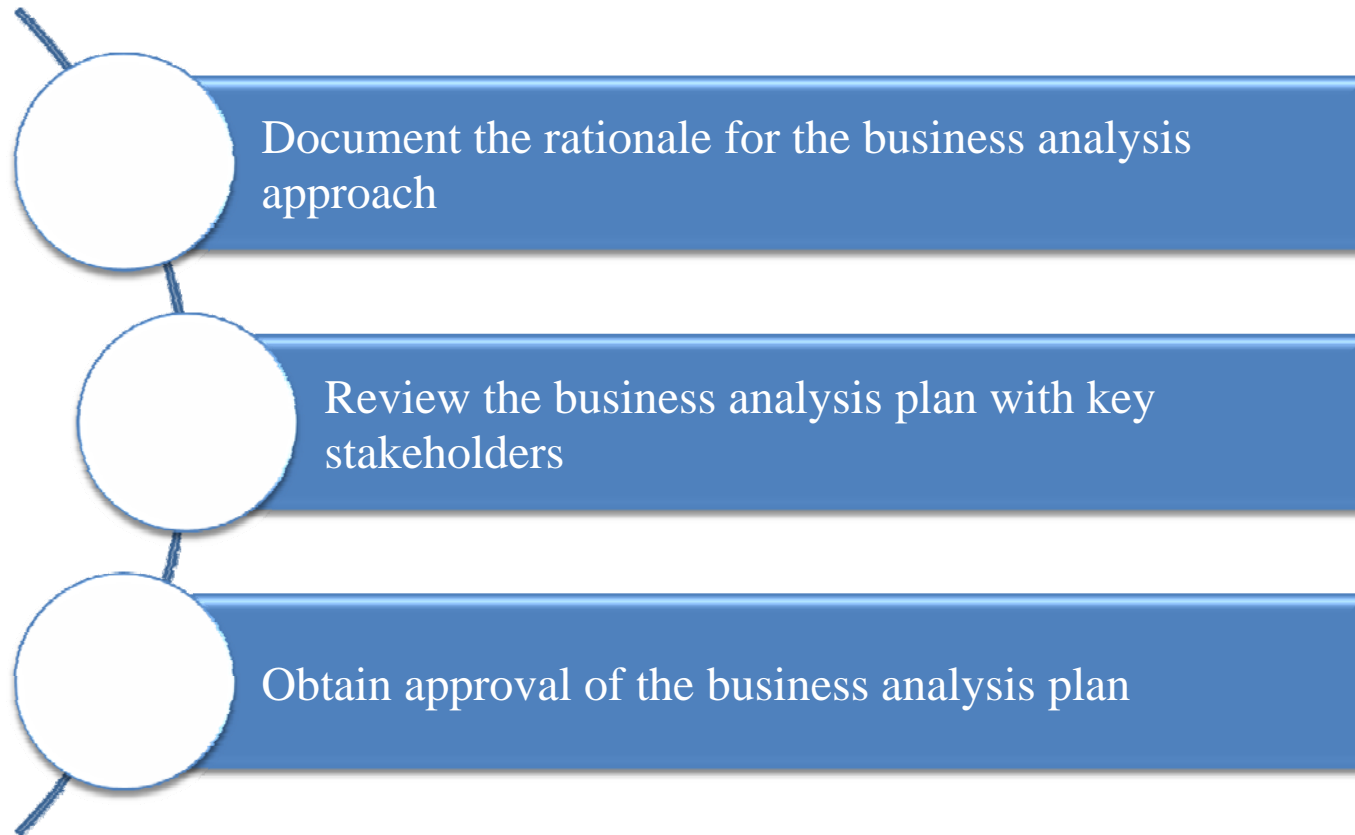 Document the rationale for the business analysis
approach
Review the business analysis plan with key
stakeholders
Obtain approval of the business analysis plan